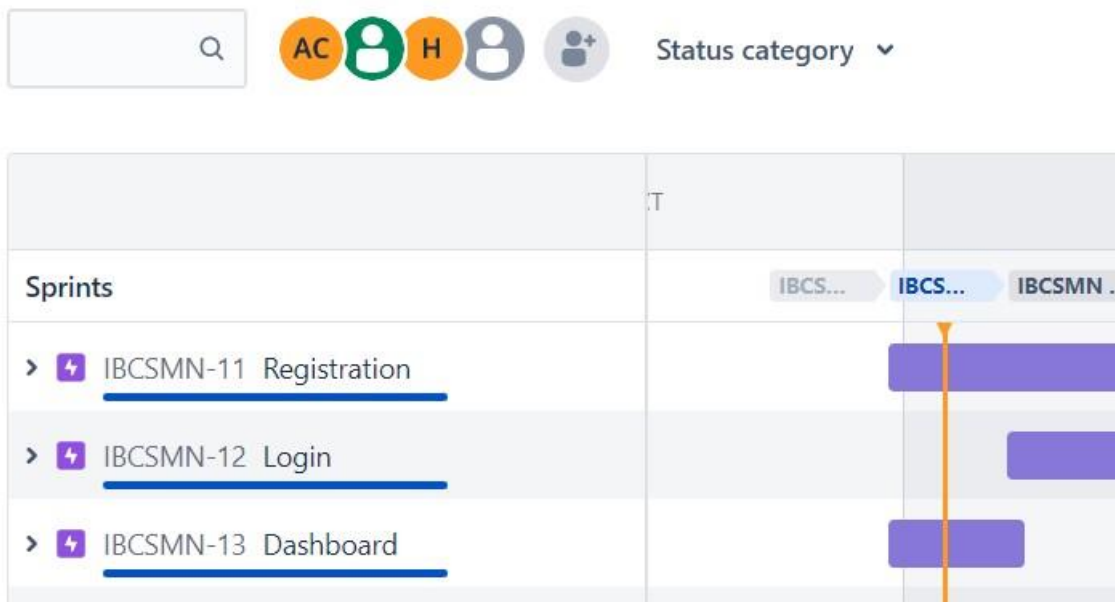 AC H Status category
Sprints IBCS... IBCS... IBCSMN .
IBCSMN-11 Registration
IBCSMN-12 Login
IBCSMN-13 Dashboard